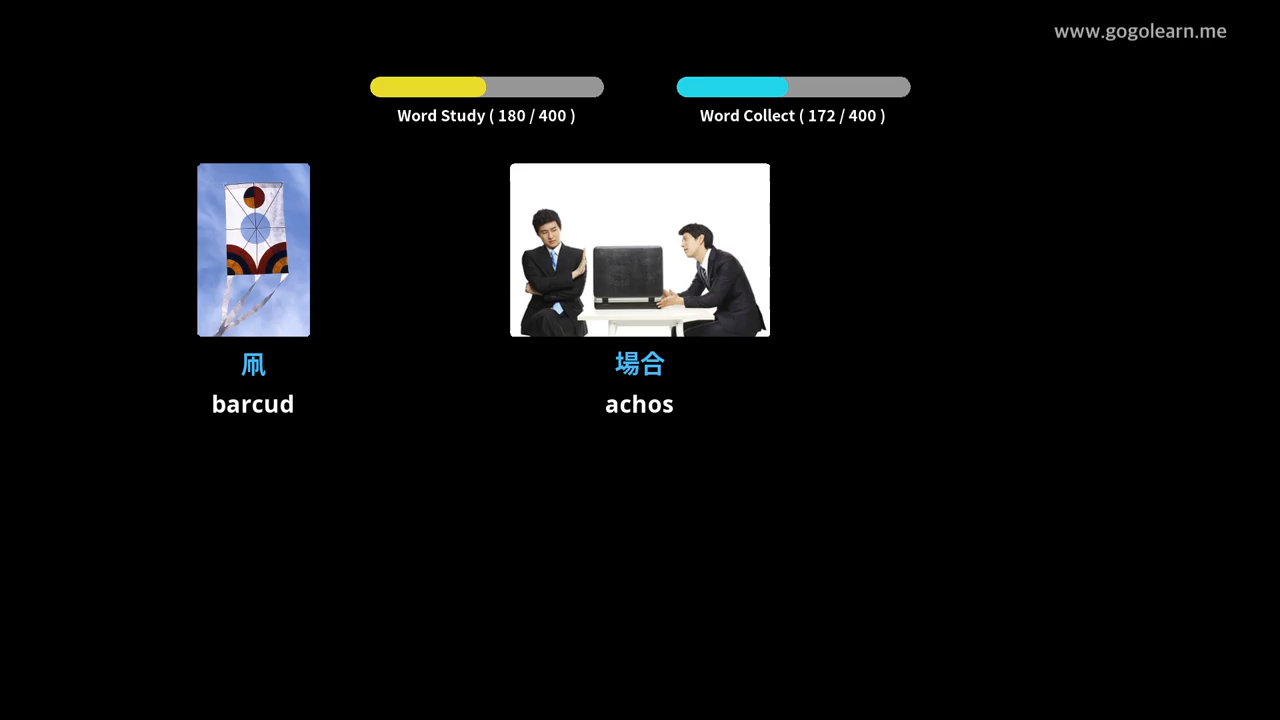 www.gogolearn.me
Word Study ( 180 / 400 )
Word Collect ( 172 / 400 )
凧
場合
barcud
achos